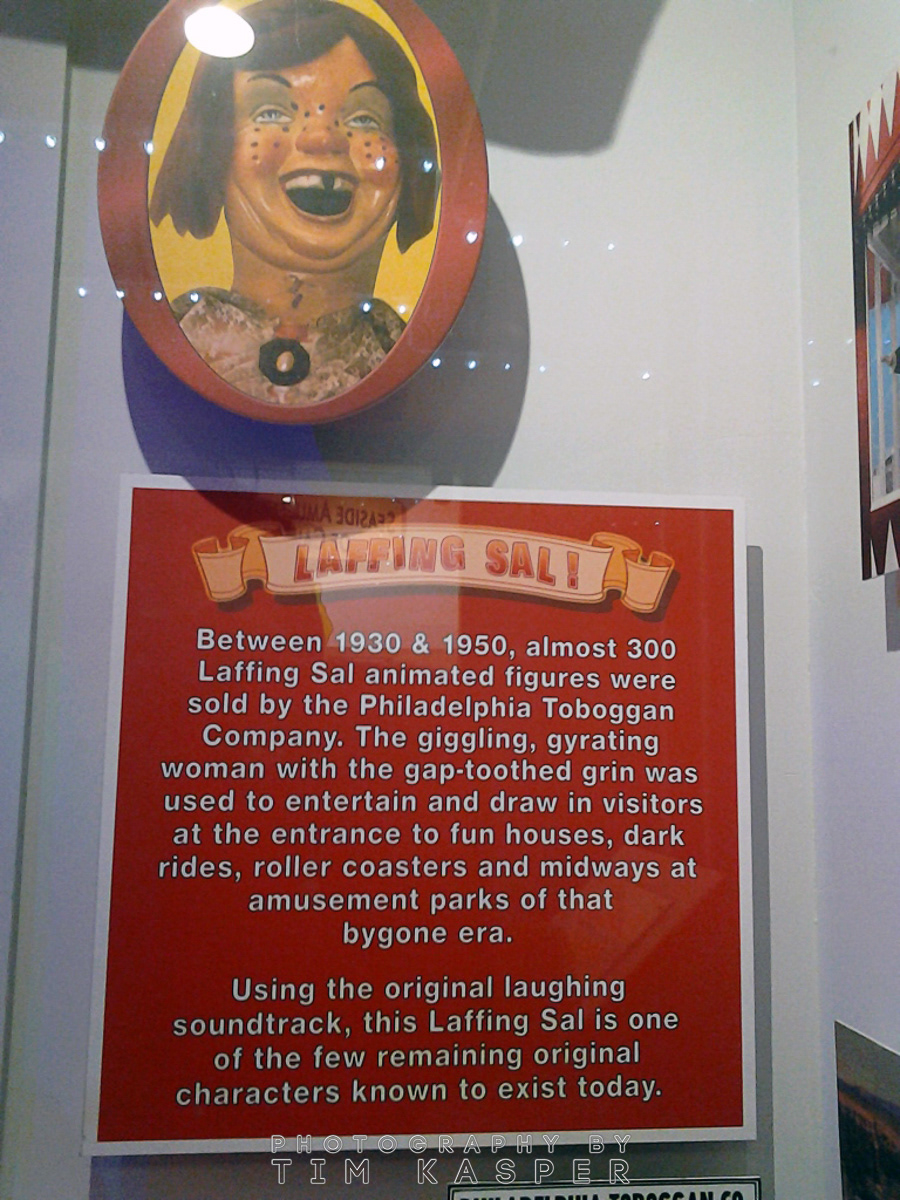 LAFFING SAL!
Between 1930 & 1950, almost 300
Laffing Sal animated figures were
sold by the Philadelphia Toboggan
Company. The giggling, gyrating
woman with the gap-toothed grin was
used to entertain and draw in visitors
at the entrance to fun houses, dark
rides, roller coasters and midways at
amusement parks of that
bygone era.
Using the original laughing
soundtrack, this Laffing Sal is one
of the few remaining original
characters known to exist today.
PHOTOGRAPHY BY
TIM KASPER
PHILADELPHIA TOBOGGAN CO